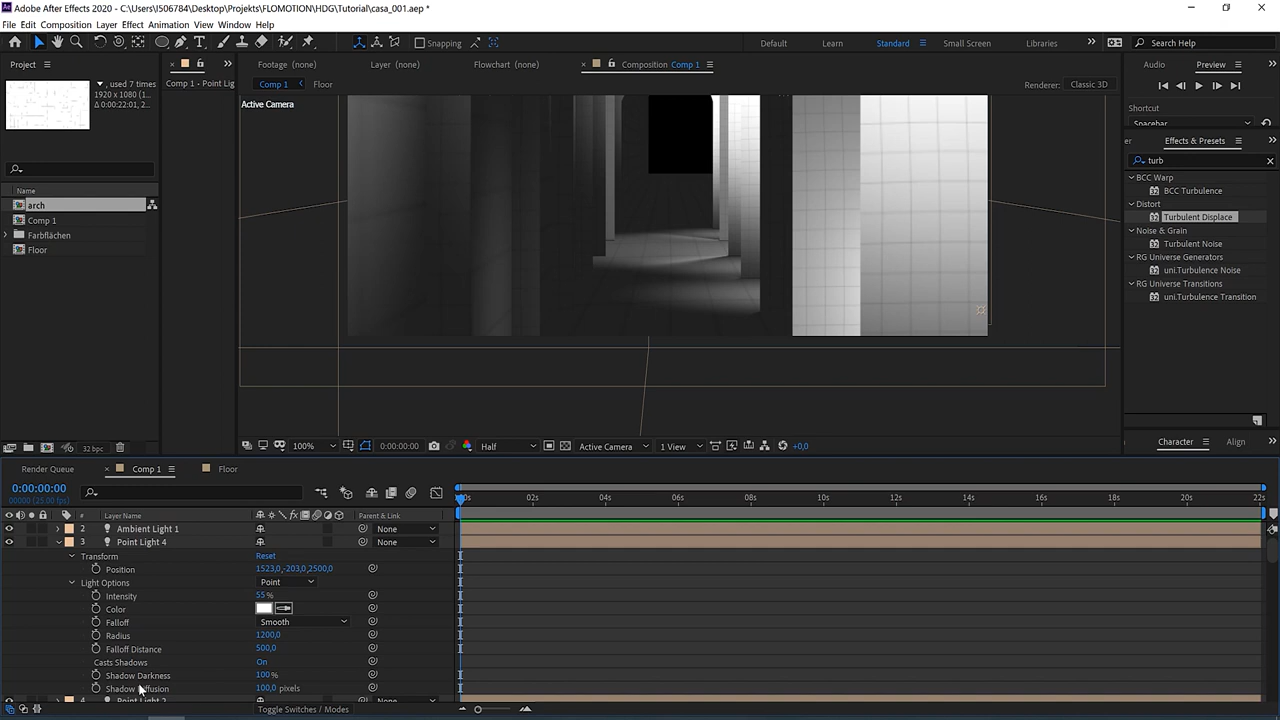 Adobe After Effects 2020 - C:\Users\I506784\Desktop\Projekts\FLOMOTION\HDG\Tutorial\casa_001.aep *
File Edit Composition Layer Effect Animation View Window Help
Snapping
Default Learn Standard Small Screen Libraries Search Help
Project
Layer (none)
Footage (none) Layer (none) Flowchart (none) Composition Comp 1
Audio Preview
, used 7 times
1920 x 1080 (1...
Δ 0:00:22:01, 2...
Comp 1 - Point Lig
Comp 1 Floor
Renderer: Classic 3D
Active Camera
Shortcut
Spacebar
Effects & Presets
turb
BCC Warp
BCC Turbulence
Distort
Turbulent Displace
Noise & Grain
Turbulent Noise
RG Universe Generators
uni.Turbulence Noise
RG Universe Transitions
uni.Turbulence Transition
Name
arch
Comp 1
Farbflächen
Floor
32 bpc
100% 0:00:00:00 Half Active Camera 1 View +0,0
Character Align
Render Queue Comp 1 Floor
0:00:00:00
00000 (25.00 fps)
:00s 02s 04s 06s 08s 10s 12s 14s 16s 18s 20s 22s
# Layer Name Parent & Link
2 Ambient Light 1 None
3 Point Light 4 None
Transform Reset
Position 1523,0,-203,0,2500,0
Light Options Point
Intensity 55 %
Color
Falloff Smooth
Radius 1200,0
Falloff Distance 500,0
Casts Shadows On
Shadow Darkness 100 %
Shadow Diffusion 100,0 pixels
4 Point Light 2 None
Toggle Switches / Modes